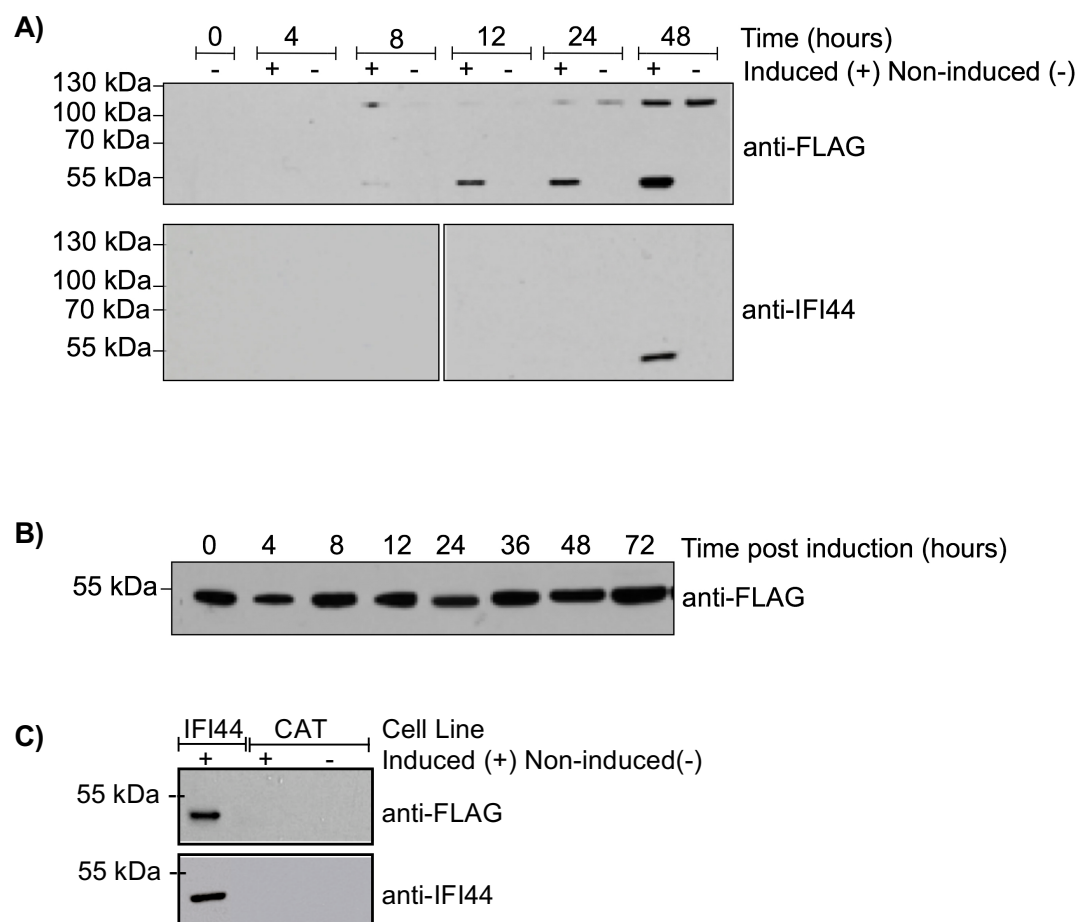 A)
0 4 8 12 24 48 Time (hours)
- + - + - + - + - + - Induced (+) Non-induced (-)
130 kDa
100 kDa
70 kDa
55 kDa
anti-FLAG
130 kDa
100 kDa
70 kDa
55 kDa
anti-IFI44
B)
0 4 8 12 24 36 48 72 Time post induction (hours)
55 kDa
anti-FLAG
C)
IFI44 CAT Cell Line
+ + - Induced (+) Non-induced(-)
55 kDa
anti-FLAG
55 kDa
anti-IFI44